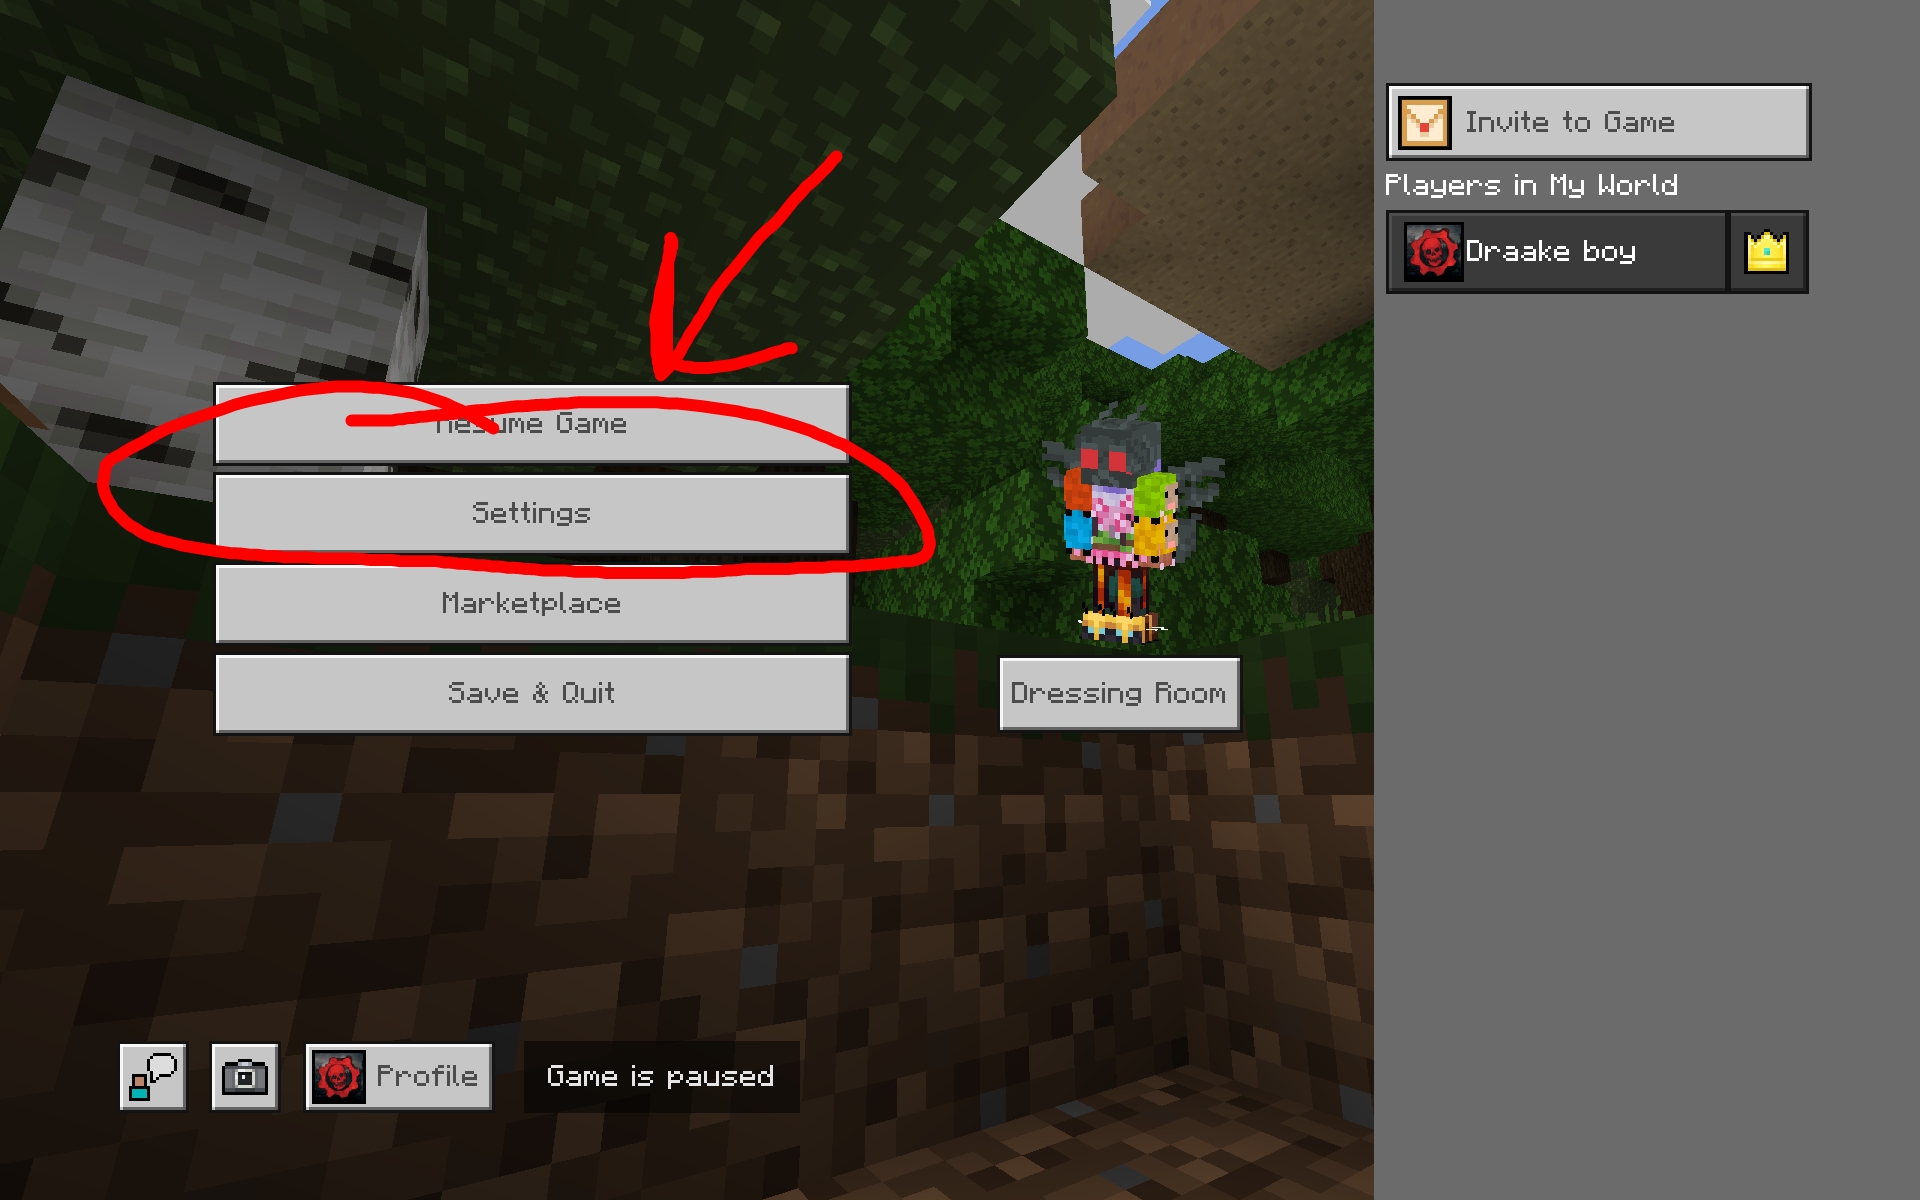 Invite to Game
Players in My World
Draake boy
Resume Game
Settings
Marketplace
Save & Quit
Dressing Room
Profile
Game is paused